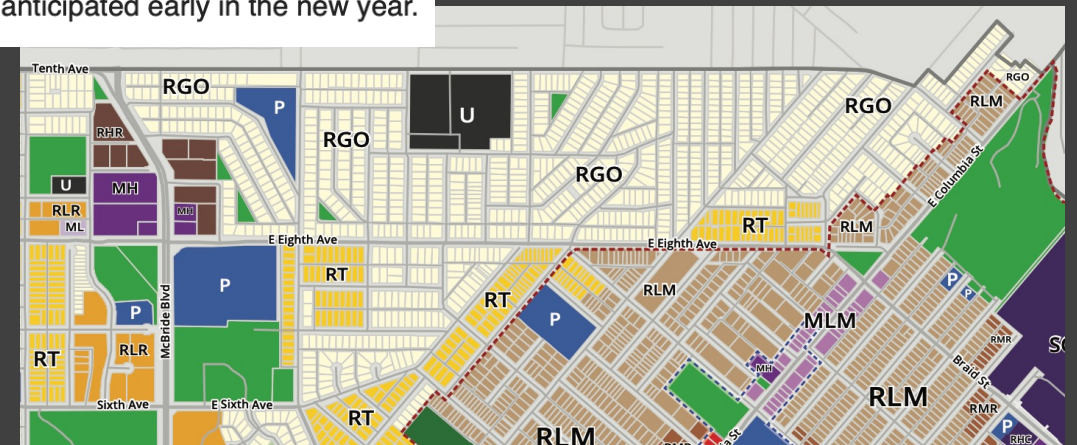 anticipated early in the new year.
Tenth Ave
RGO
P
U
RGO
RGO
RLM
RGO
RHR
RGO
RGO
U
MH
RLR
ML
MH
E Columbia St
RT
RLM
E Eighth Ave
E Eighth Ave
RT
P
P
P
RLM
RT
P
McBride Blvd
P
MLM
RT
RLR
RMR
MH
Braid St
RLM
Sixth Ave
E Sixth Ave
RT
RMR
P
RHC
RLM